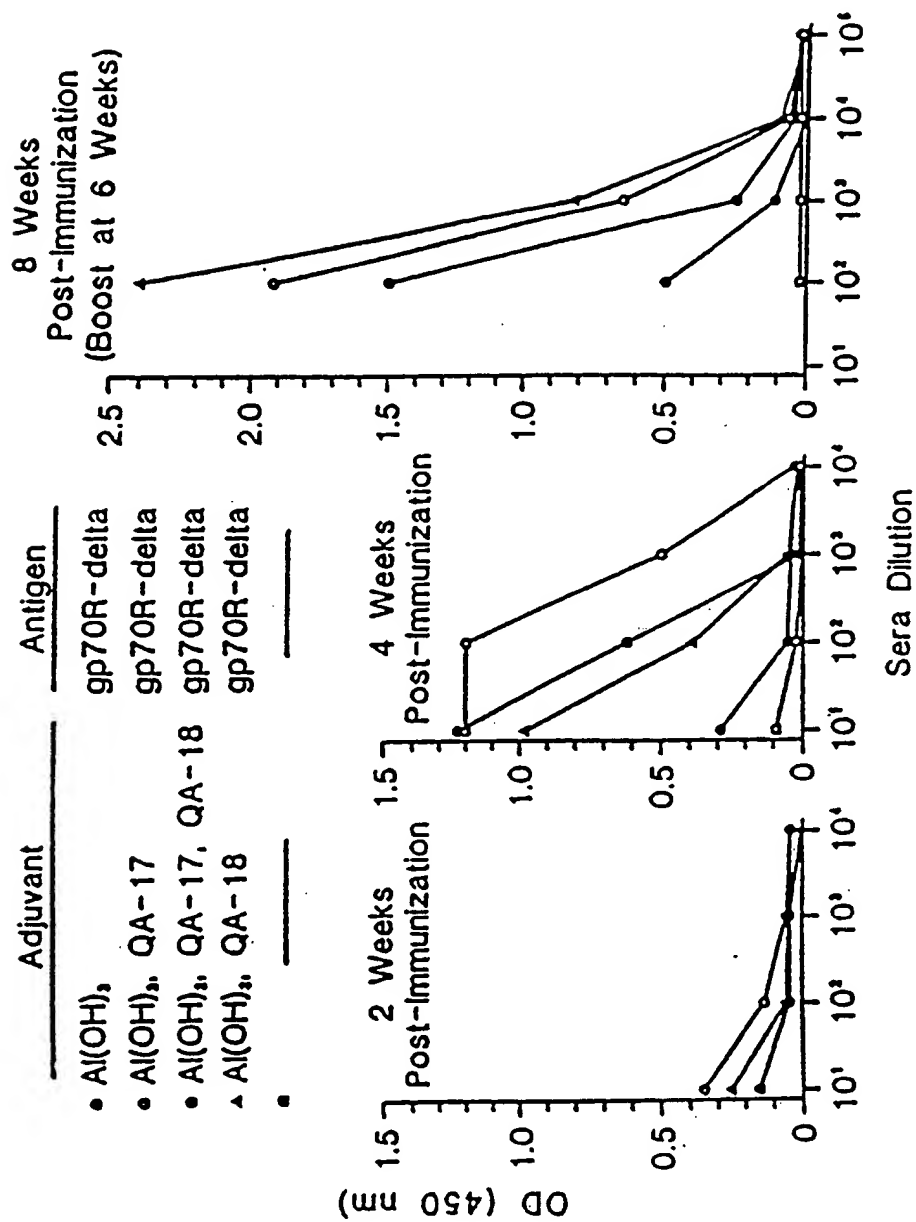 Adjuvant Antigen
Al(OH)₃ gp70R-delta
Al(OH)₃, QA-17 gp70R-delta
Al(OH)₃, QA-17, QA-18 gp70R-delta
Al(OH)₃, QA-18 gp70R-delta
2 Weeks
Post-Immunization
OD (450 nm)
1.5
1.0
0.5
0
10¹ 10² 10³ 10⁴
4 Weeks
Post-Immunization
1.5
1.0
0.5
0
10¹ 10² 10³ 10⁴
8 Weeks
Post-Immunization
(Boost at 6 Weeks)
2.5
2.0
1.5
1.0
0.5
0
10¹ 10² 10³ 10⁴ 10⁵
Sera Dilution